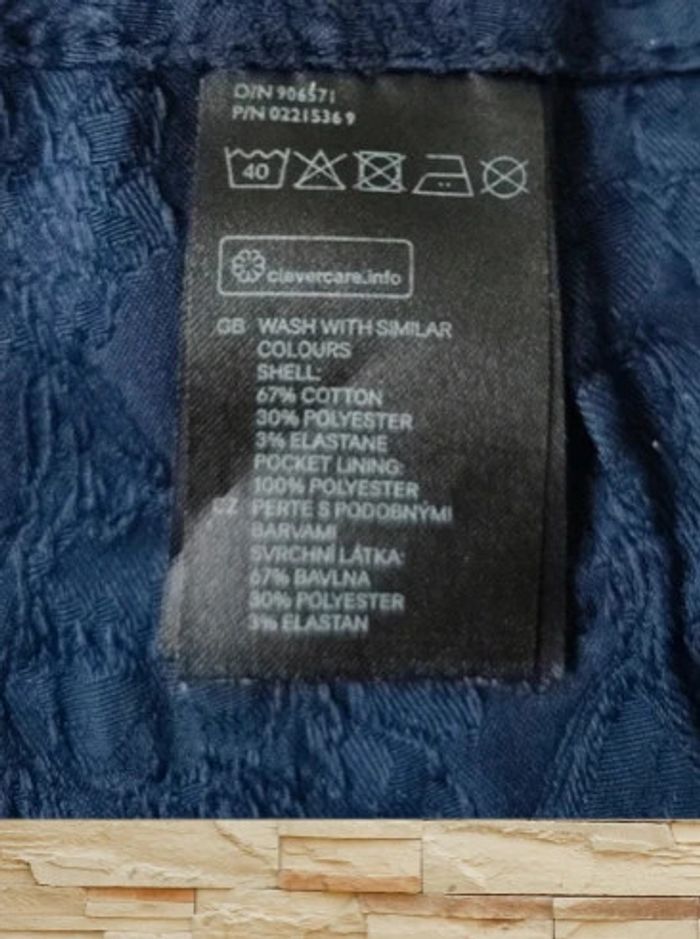 O/N 906571
P/N 02215369
40
clevercare.info
GB WASH WITH SIMILAR
COLOURS
SHELL:
67% COTTON
30% POLYESTER
3% ELASTANE
POCKET LINING:
100% POLYESTER
CZ PERTE S PODOBNÝMI
BARVAMI
SVRCHNÍ LÁTKA:
67% BAVLNA
30% POLYESTER
3% ELASTAN